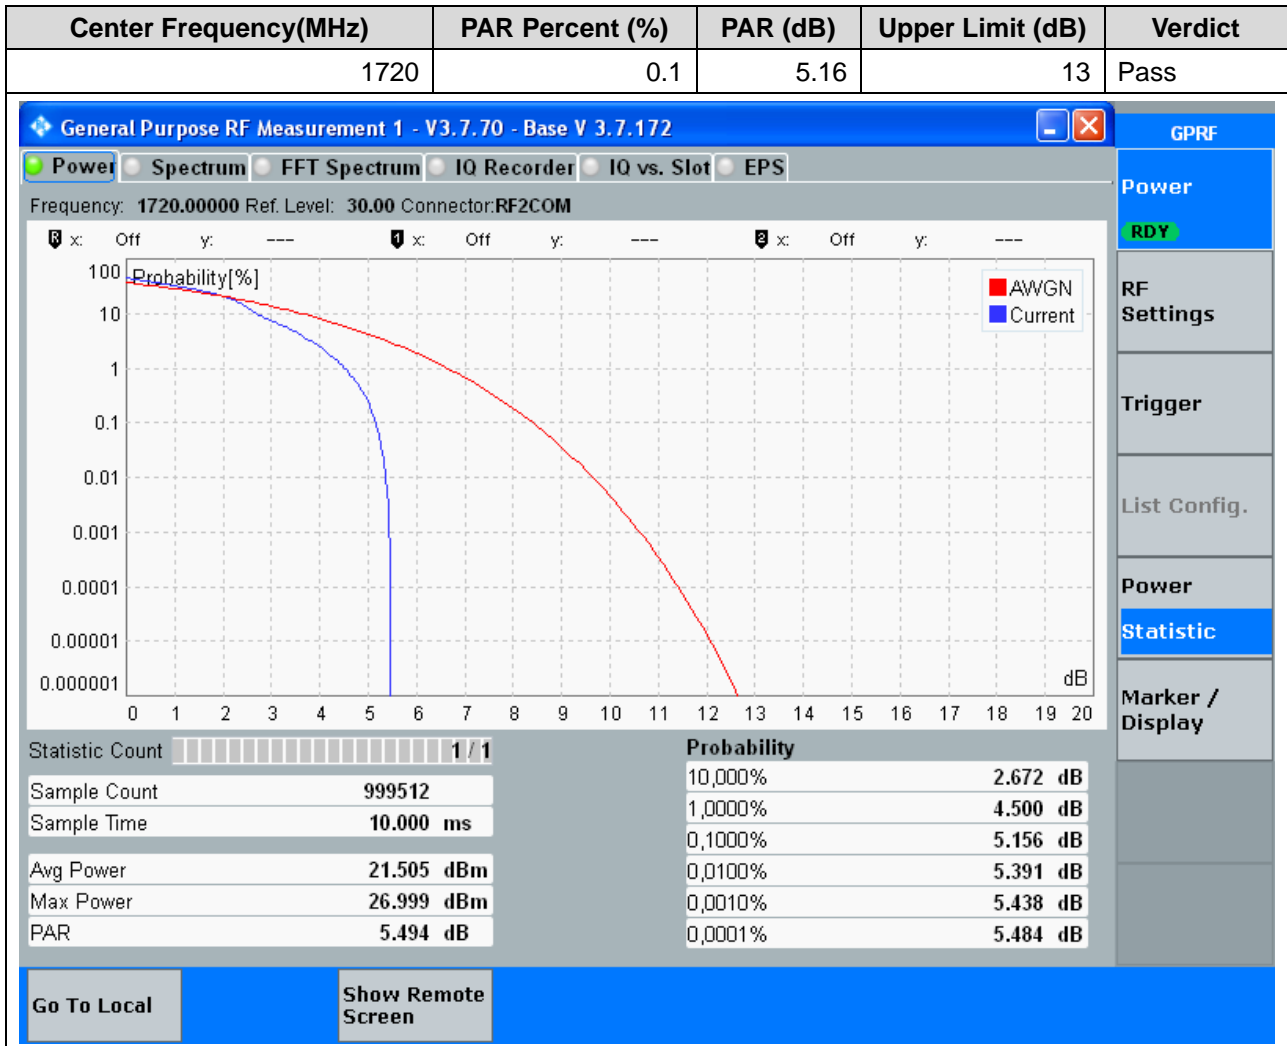 Center Frequency(MHz) PAR Percent (%) PAR (dB) Upper Limit (dB) Verdict
1720 0.1 5.16 13 Pass
General Purpose RF Measurement 1 - V3.7.70 - Base V 3.7.172
GPRF
Power Spectrum FFT Spectrum IQ Recorder IQ vs. Slot EPS
Frequency: 1720.00000 Ref. Level: 30.00 Connector:RF2COM
R x: Off y: --- 1 x: Off y: --- 2 x: Off y: ---
Probability[%]
100
10
1
0.1
0.01
0.001
0.0001
0.00001
0.000001
AWGN
Current
dB
0 1 2 3 4 5 6 7 8 9 10 11 12 13 14 15 16 17 18 19 20
Statistic Count 1 / 1
Sample Count 999512
Sample Time 10.000 ms
Avg Power 21.505 dBm
Max Power 26.999 dBm
PAR 5.494 dB
Probability
10,000% 2.672 dB
1,0000% 4.500 dB
0,1000% 5.156 dB
0,0100% 5.391 dB
0,0010% 5.438 dB
0,0001% 5.484 dB
Power
RDY
RF
Settings
Trigger
List Config.
Power
Statistic
Marker /
Display
Go To Local
Show Remote
Screen